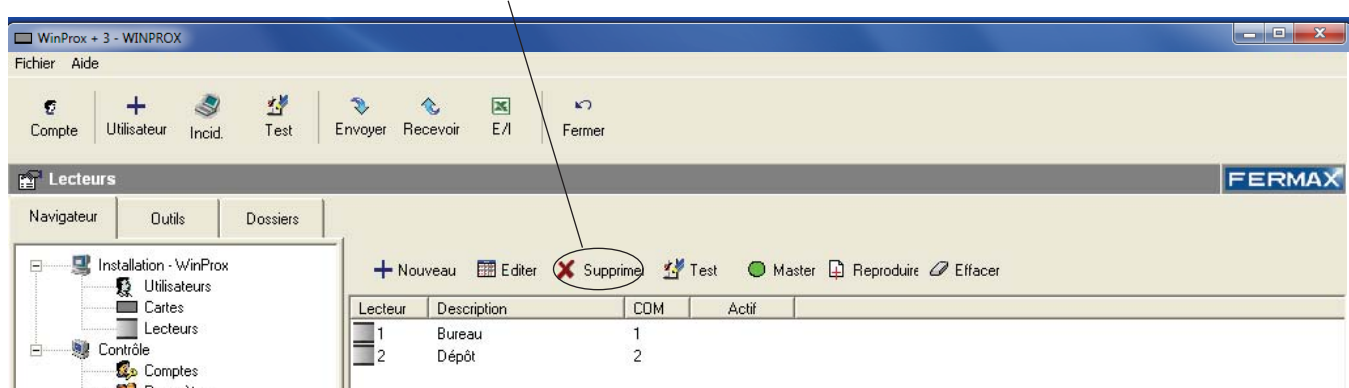 WinProx + 3 - WINPROX
Fichier Aide
Compte Utilisateur Incid. Test Envoyer Recevoir E/I Fermer
Lecteurs FERMAX
Navigateur Outils Dossiers
Installation - WinProx
Utilisateurs
Cartes
Lecteurs
Contrôle
Comptes
Nouveau Editer Supprimer Test Master Reproduire Effacer
Lecteur Description COM Actif
1 Bureau 1
2 Dépôt 2